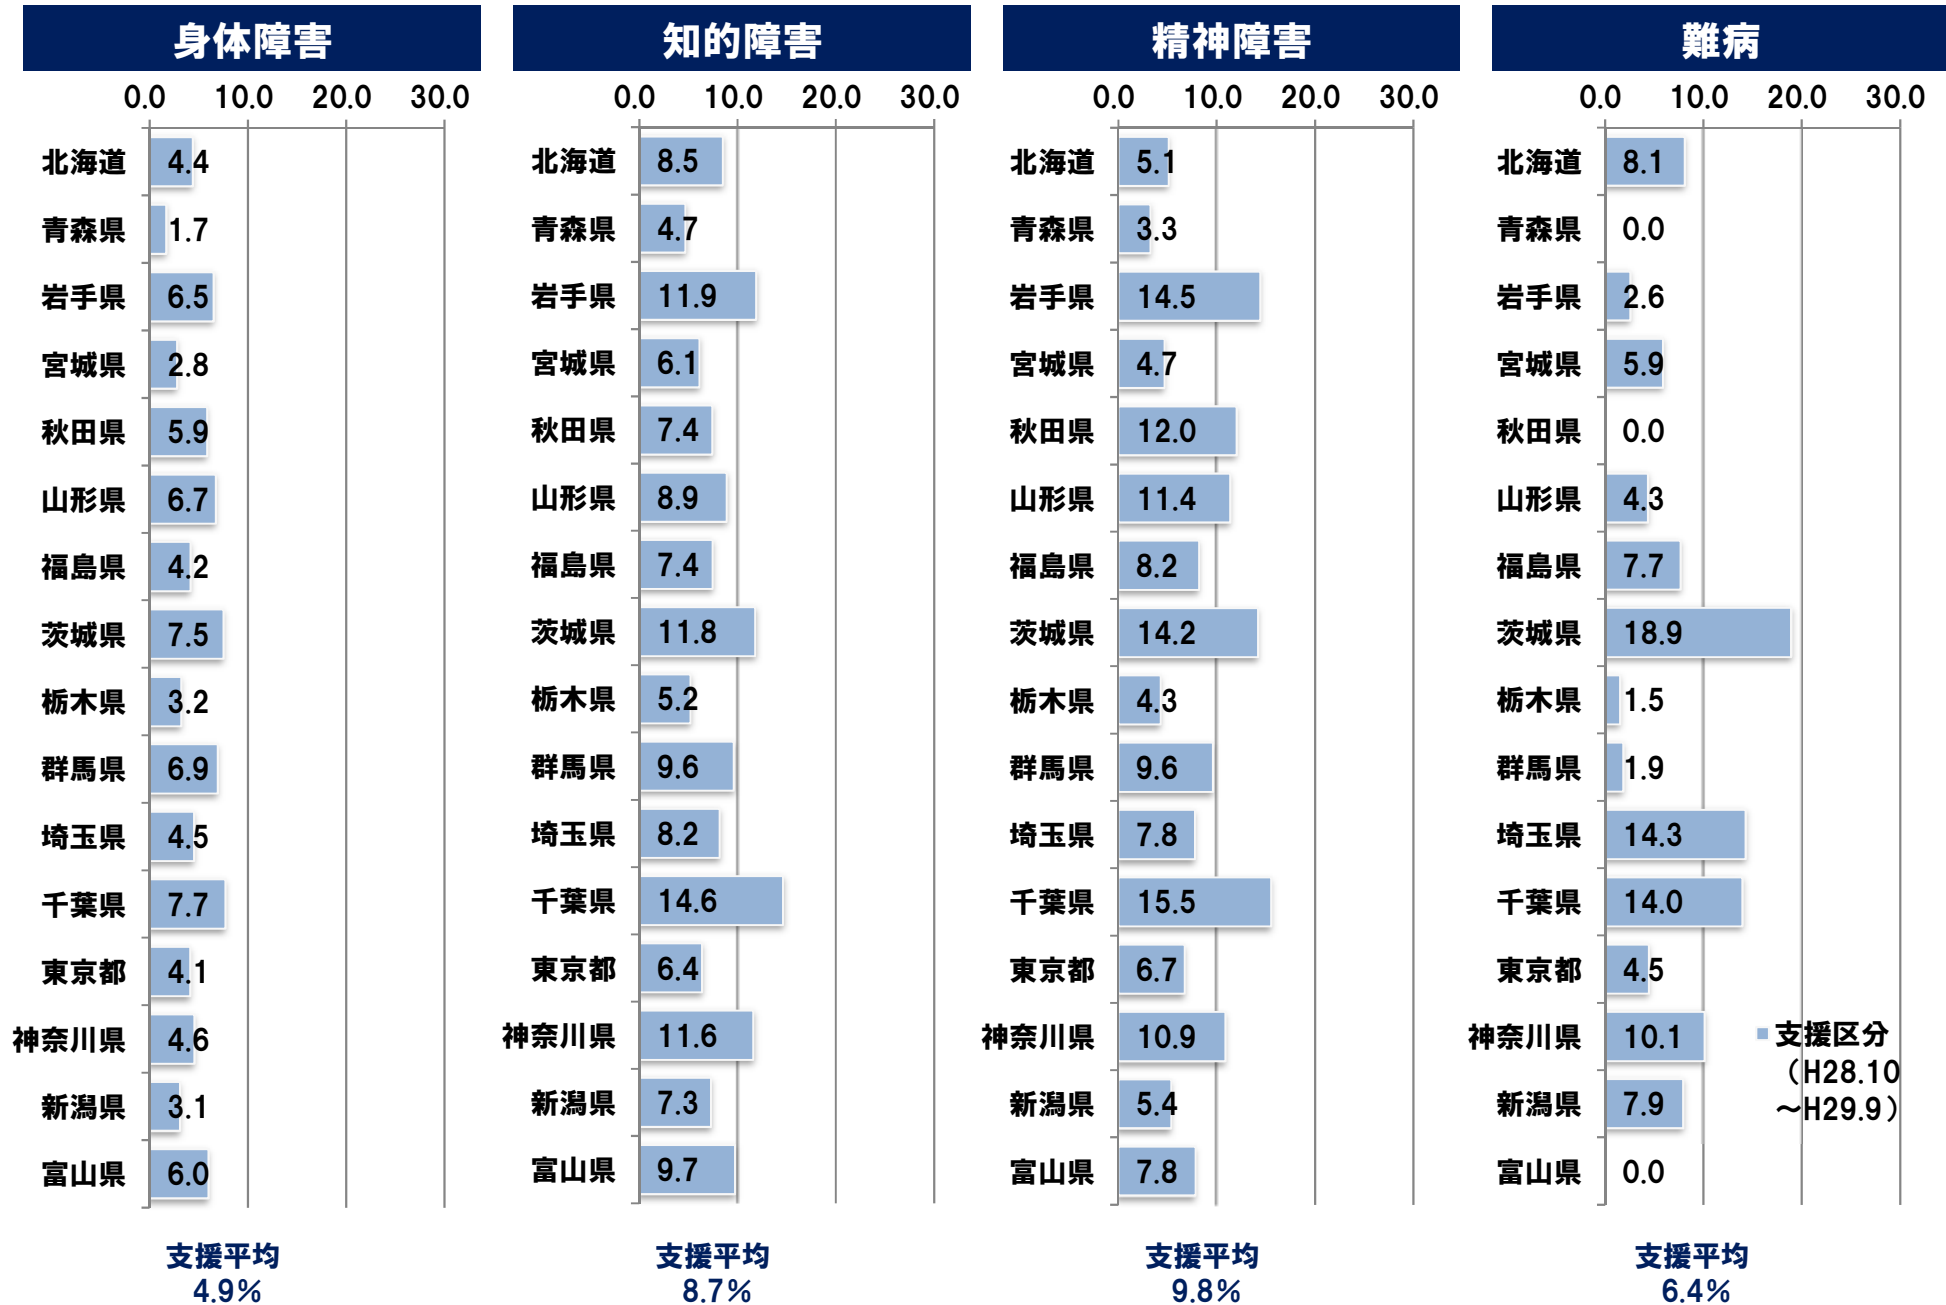 身体障害
0.0 10.0 20.0 30.0
北海道 4.4
青森県 1.7
岩手県 6.5
宮城県 2.8
秋田県 5.9
山形県 6.7
福島県 4.2
茨城県 7.5
栃木県 3.2
群馬県 6.9
埼玉県 4.5
千葉県 7.7
東京都 4.1
神奈川県 4.6
新潟県 3.1
富山県 6.0
支援平均
4.9%
知的障害
0.0 10.0 20.0 30.0
北海道 8.5
青森県 4.7
岩手県 11.9
宮城県 6.1
秋田県 7.4
山形県 8.9
福島県 7.4
茨城県 11.8
栃木県 5.2
群馬県 9.6
埼玉県 8.2
千葉県 14.6
東京都 6.4
神奈川県 11.6
新潟県 7.3
富山県 9.7
支援平均
8.7%
精神障害
0.0 10.0 20.0 30.0
北海道 5.1
青森県 3.3
岩手県 14.5
宮城県 4.7
秋田県 12.0
山形県 11.4
福島県 8.2
茨城県 14.2
栃木県 4.3
群馬県 9.6
埼玉県 7.8
千葉県 15.5
東京都 6.7
神奈川県 10.9
新潟県 5.4
富山県 7.8
支援平均
9.8%
難病
0.0 10.0 20.0 30.0
北海道 8.1
青森県 0.0
岩手県 2.6
宮城県 5.9
秋田県 0.0
山形県 4.3
福島県 7.7
茨城県 18.9
栃木県 1.5
群馬県 1.9
埼玉県 14.3
千葉県 14.0
東京都 4.5
神奈川県 10.1
新潟県 7.9
富山県 0.0
支援区分
（H28.10
～H29.9）
支援平均
6.4%